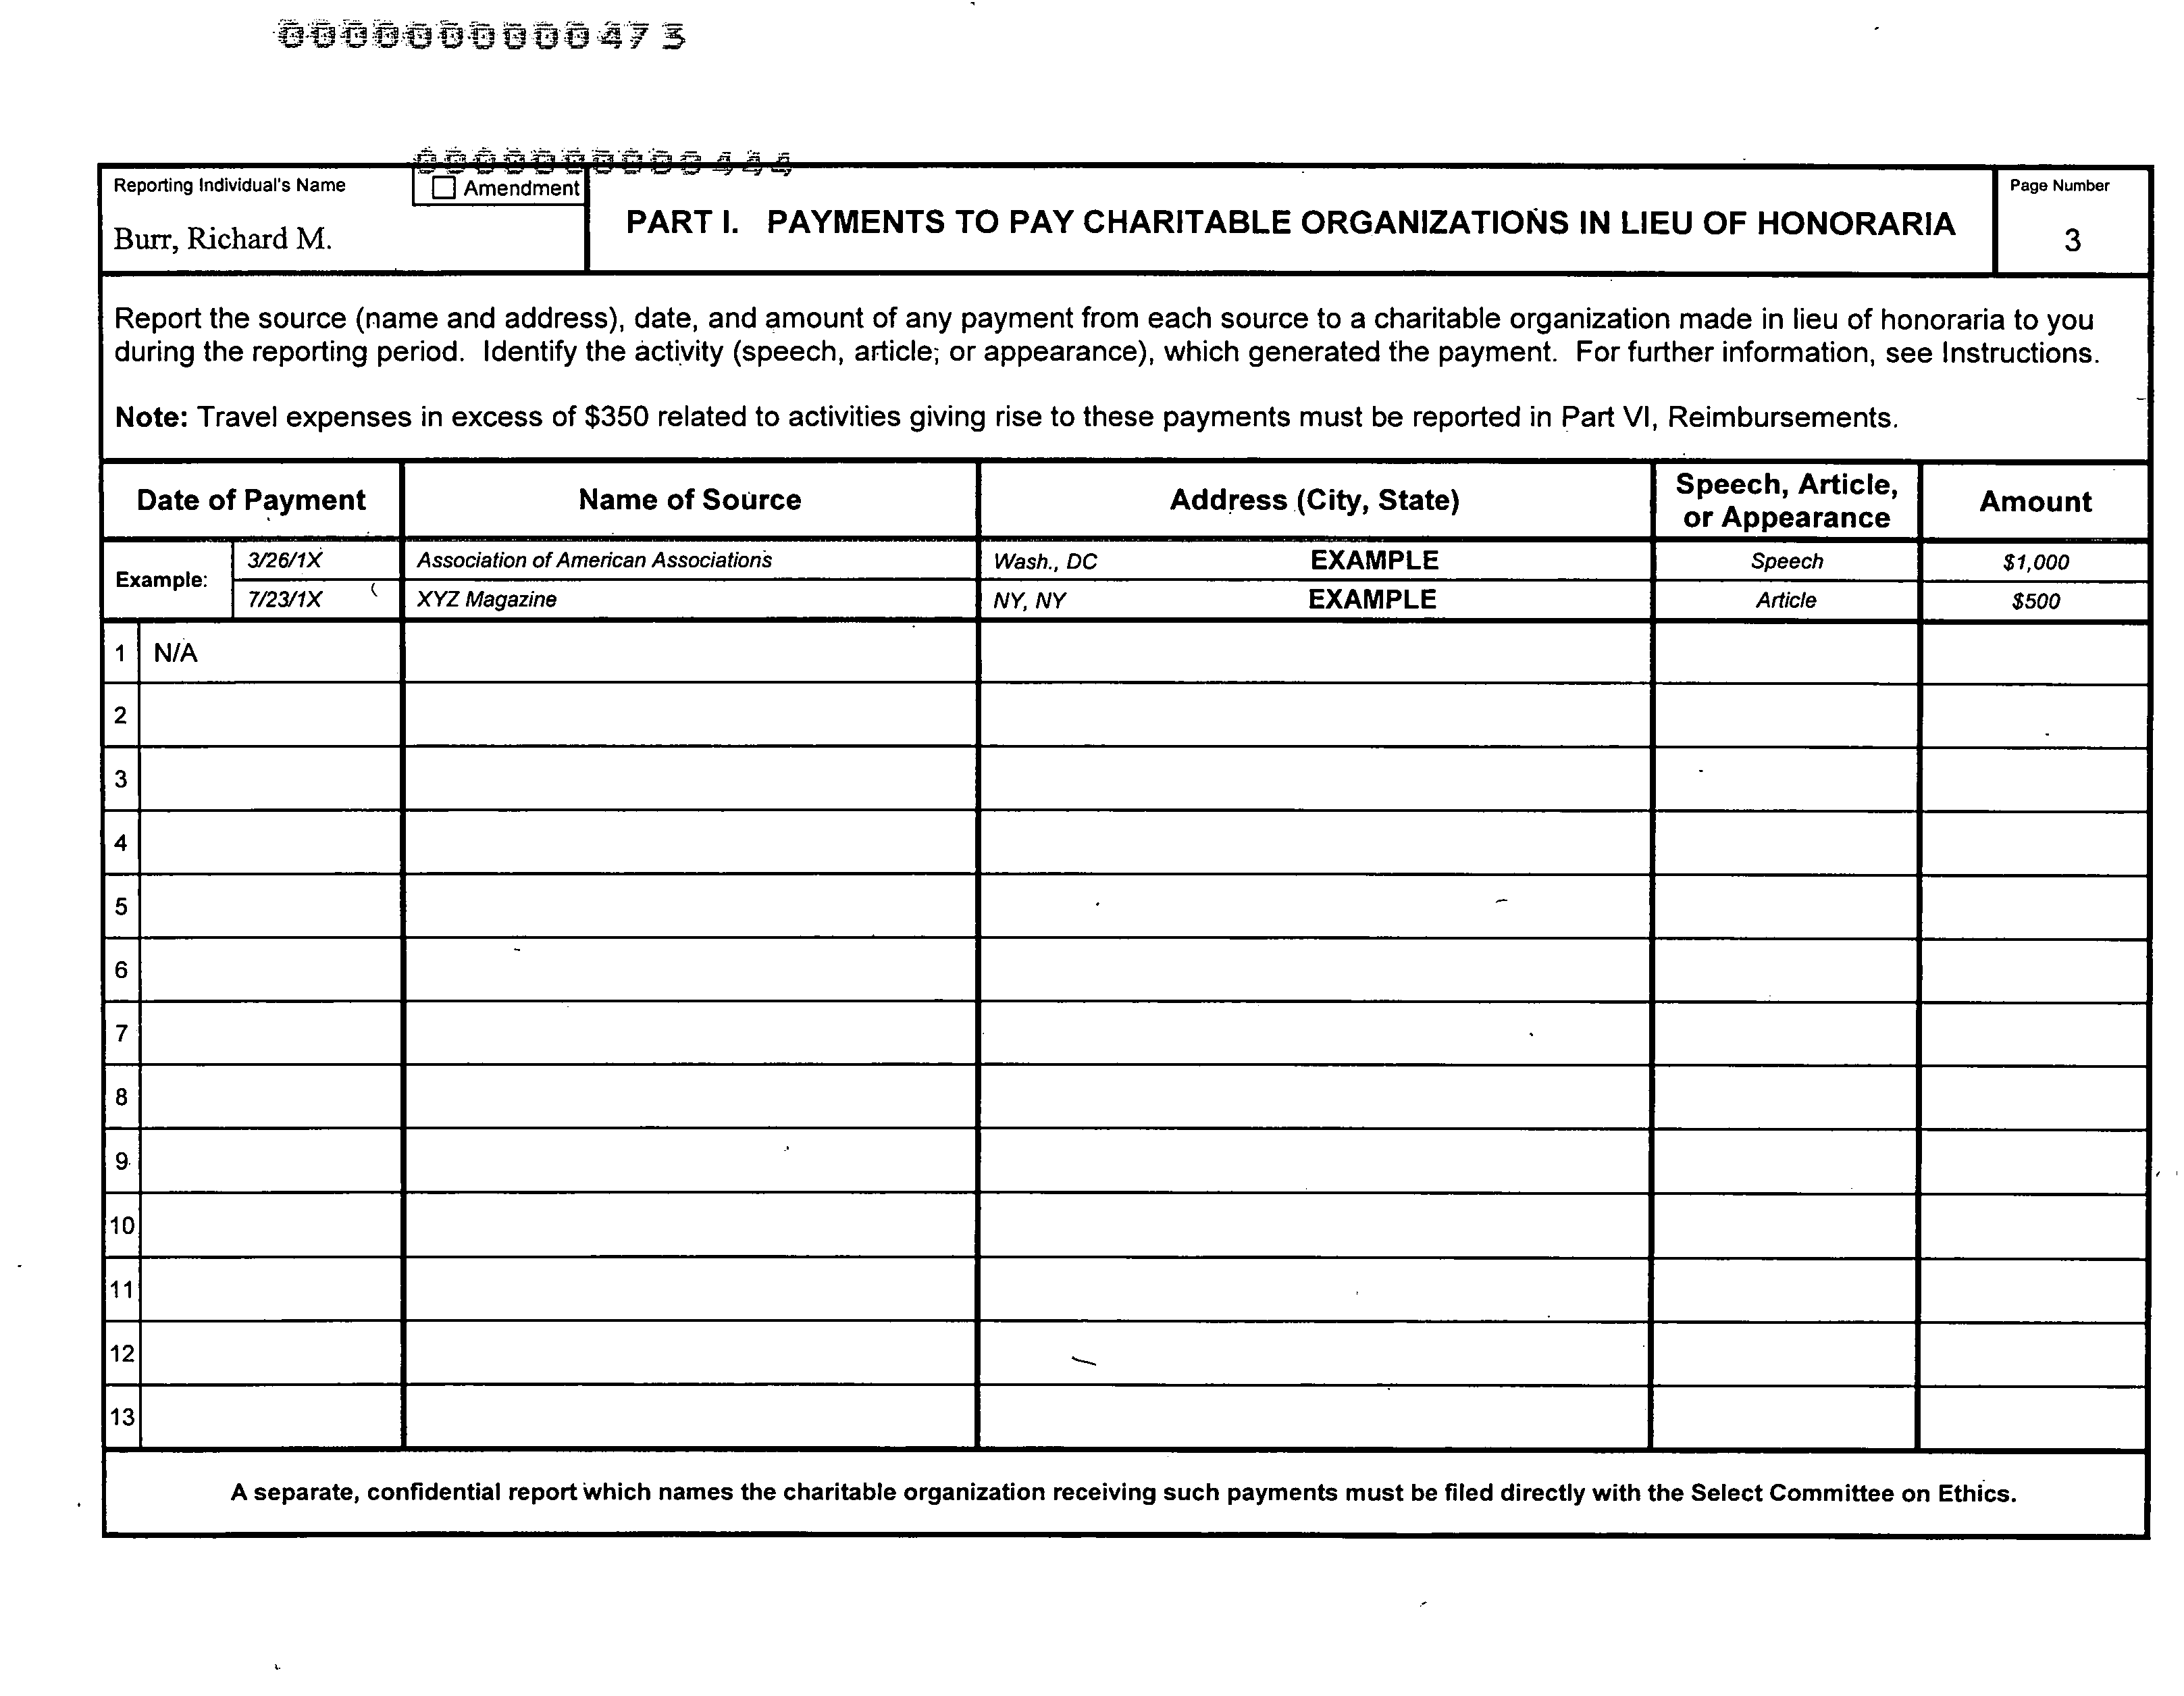 000000000473
Reporting Individual's Name
Amendment
Burr, Richard M.
PART I. PAYMENTS TO PAY CHARITABLE ORGANIZATIONS IN LIEU OF HONORARIA
Page Number
3
Report the source (name and address), date, and amount of any payment from each source to a charitable organization made in lieu of honoraria to you
during the reporting period. Identify the activity (speech, article, or appearance), which generated the payment. For further information, see Instructions.
Note: Travel expenses in excess of $350 related to activities giving rise to these payments must be reported in Part VI, Reimbursements.
Date of Payment Name of Source Address (City, State) Speech, Article, or Appearance Amount
Example: 3/26/1X Association of American Associations Wash., DC EXAMPLE Speech $1,000
7/23/1X XYZ Magazine NY, NY EXAMPLE Article $500
1 N/A
2
3
4
5
6
7
8
9
10
11
12
13
A separate, confidential report which names the charitable organization receiving such payments must be filed directly with the Select Committee on Ethics.